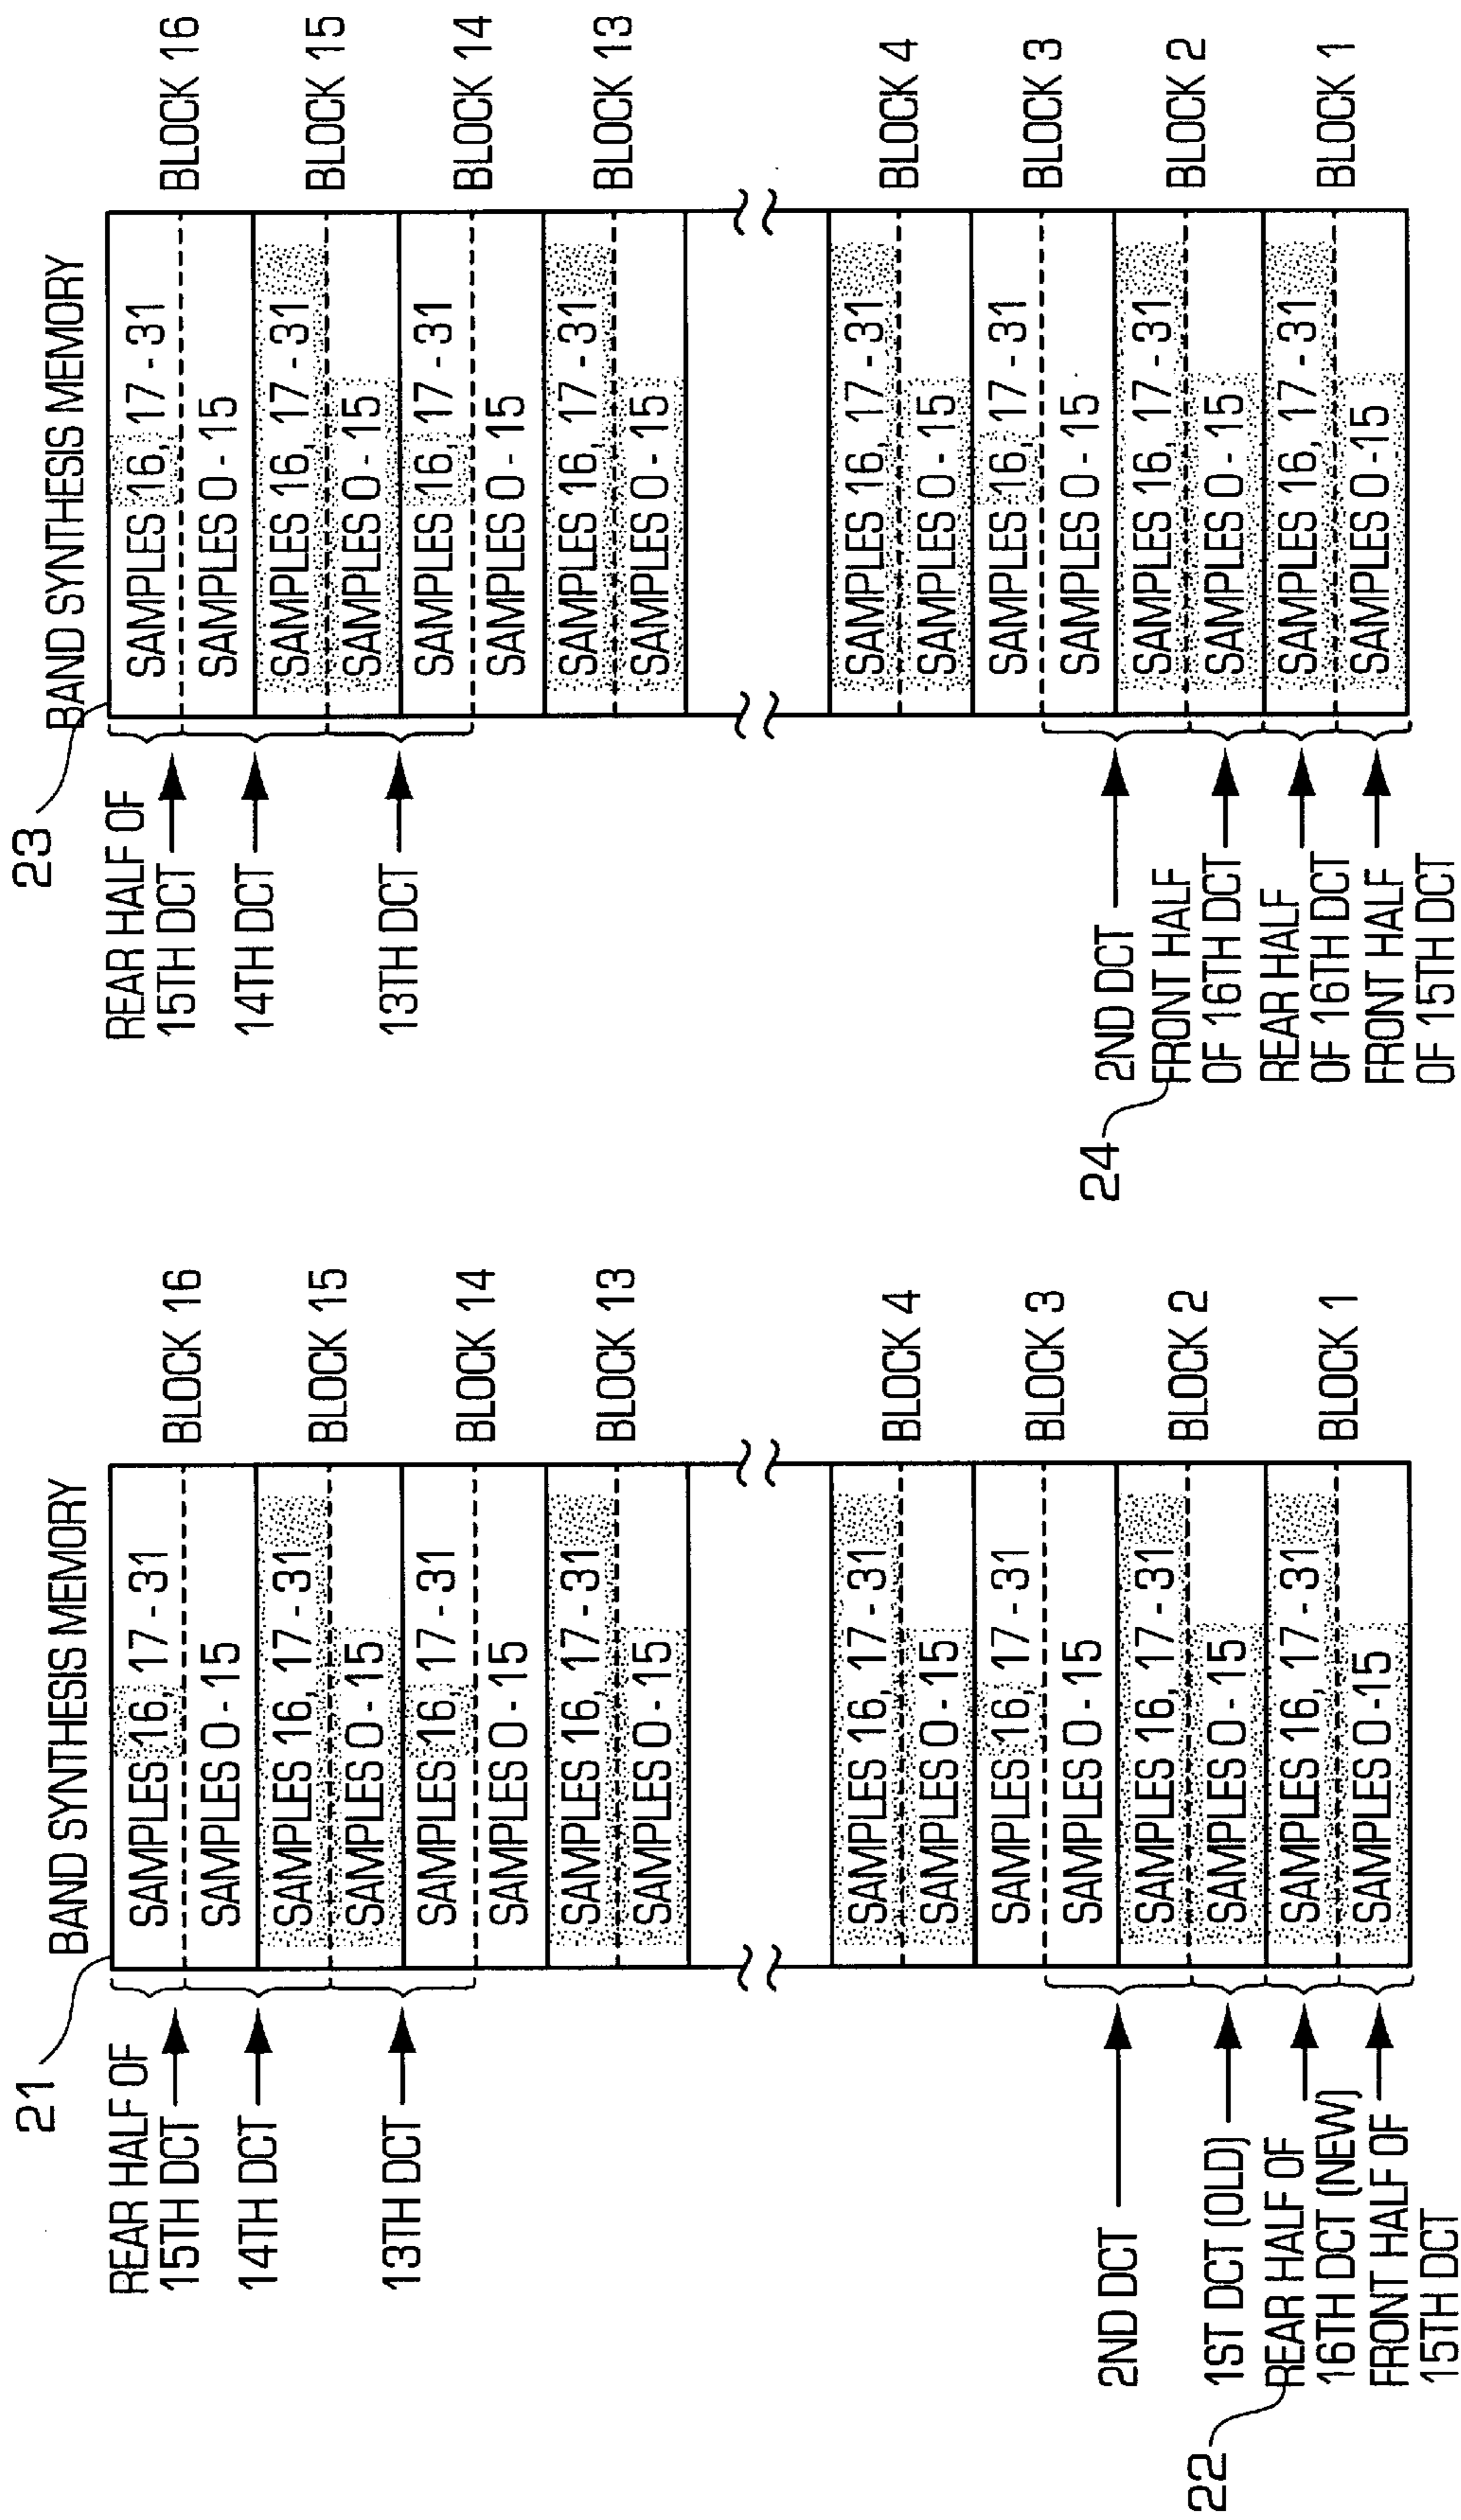 21
BAND SYNTHESIS MEMORY
REAR HALF OF
15TH DCT
14TH DCT
13TH DCT
2ND DCT
1ST DCT (OLD)
REAR HALF OF
16TH DCT (NEW)
FRONT HALF OF
15TH DCT
22
SAMPLES 16, 17 - 31
SAMPLES 0 - 15
SAMPLES 16, 17 - 31
SAMPLES 0 - 15
SAMPLES 16, 17 - 31
SAMPLES 0 - 15
SAMPLES 16, 17 - 31
SAMPLES 0 - 15
SAMPLES 16, 17 - 31
SAMPLES 0 - 15
SAMPLES 16, 17 - 31
SAMPLES 0 - 15
SAMPLES 16, 17 - 31
SAMPLES 0 - 15
SAMPLES 16, 17 - 31
SAMPLES 0 - 15
BLOCK 16
BLOCK 15
BLOCK 14
BLOCK 13
BLOCK 4
BLOCK 3
BLOCK 2
BLOCK 1
23
BAND SYNTHESIS MEMORY
REAR HALF OF
15TH DCT
14TH DCT
13TH DCT
2ND DCT
FRONT HALF
OF 16TH DCT
REAR HALF
OF 16TH DCT
FRONT HALF
OF 15TH DCT
24
SAMPLES 16, 17 - 31
SAMPLES 0 - 15
SAMPLES 16, 17 - 31
SAMPLES 0 - 15
SAMPLES 16, 17 - 31
SAMPLES 0 - 15
SAMPLES 16, 17 - 31
SAMPLES 0 - 15
SAMPLES 16, 17 - 31
SAMPLES 0 - 15
SAMPLES 16, 17 - 31
SAMPLES 0 - 15
SAMPLES 16, 17 - 31
SAMPLES 0 - 15
SAMPLES 16, 17 - 31
SAMPLES 0 - 15
BLOCK 16
BLOCK 15
BLOCK 14
BLOCK 13
BLOCK 4
BLOCK 3
BLOCK 2
BLOCK 1